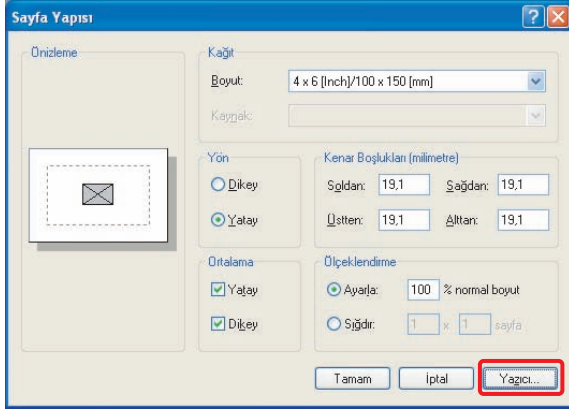 Sayfa Yapısı
Önizleme
Kağıt
Boyut: 4 x 6 [Inch]/100 x 150 [mm]
Kaynak:
Yön
Dikey
Yatay
Kenar Boşlukları (milimetre)
Soldan: 19,1 Sağdan: 19,1
Üstten: 19,1 Alttan: 19,1
Ortalama
Yatay
Dikey
Ölçeklendirme
Ayarla: 100 % normal boyut
Sığdır: 1 x 1 sayfa
Tamam İptal Yazıcı...